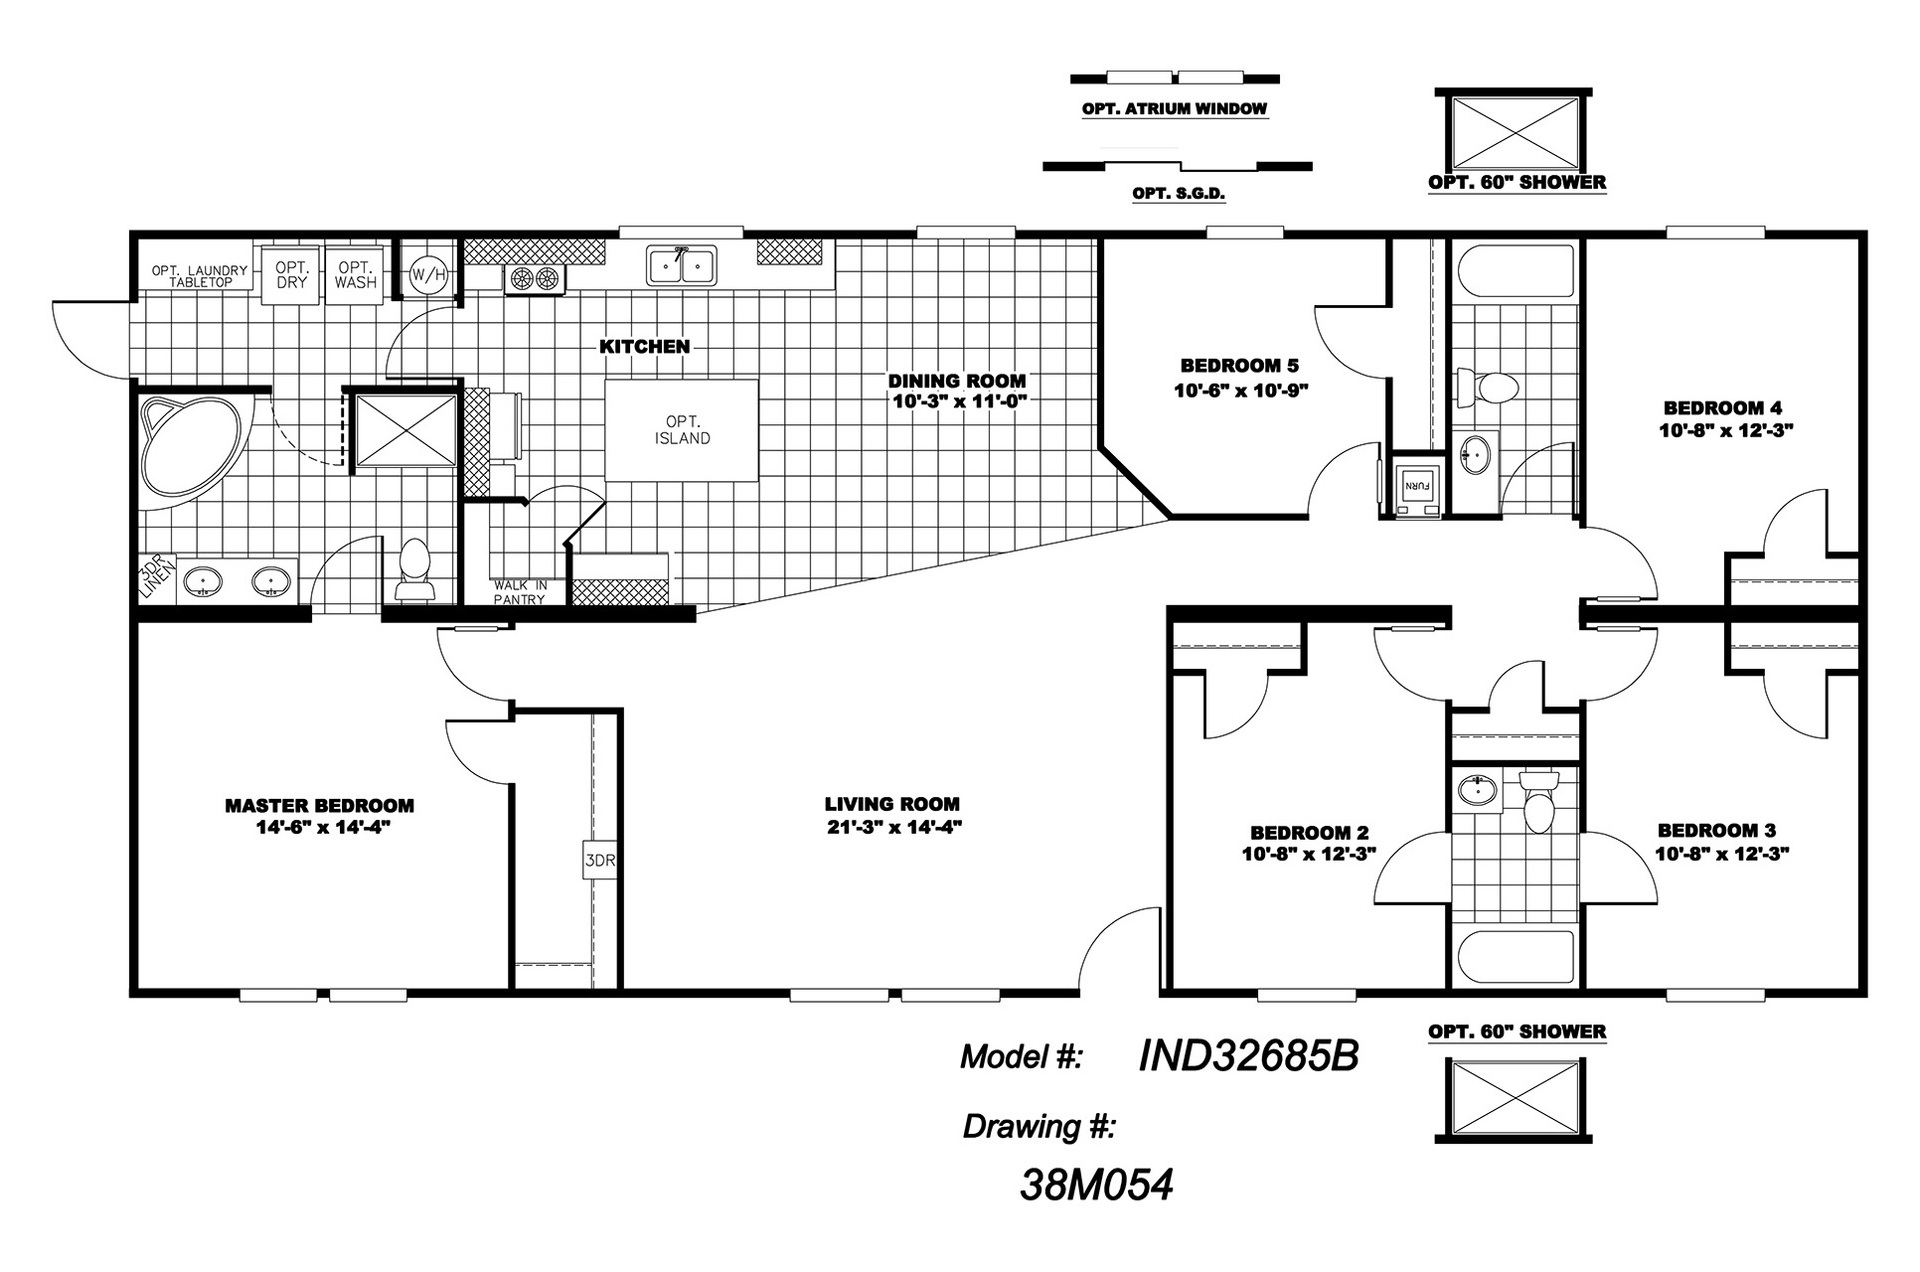 OPT. ATRIUM WINDOW
OPT. S.G.D.
OPT. 60" SHOWER
OPT. LAUNDRY
TABLETOP
OPT.
DRY
OPT.
WASH
W/H
KITCHEN
DINING ROOM
10'-3" x 11'-0"
OPT.
ISLAND
BEDROOM 5
10'-6" x 10'-9"
FURN
BEDROOM 4
10'-8" x 12'-3"
3DR
LINEN
WALK IN
PANTRY
MASTER BEDROOM
14'-6" x 14'-4"
3DR
LIVING ROOM
21'-3" x 14'-4"
BEDROOM 2
10'-8" x 12'-3"
BEDROOM 3
10'-8" x 12'-3"
OPT. 60" SHOWER
Model #: IND32685B
Drawing #:
38M054